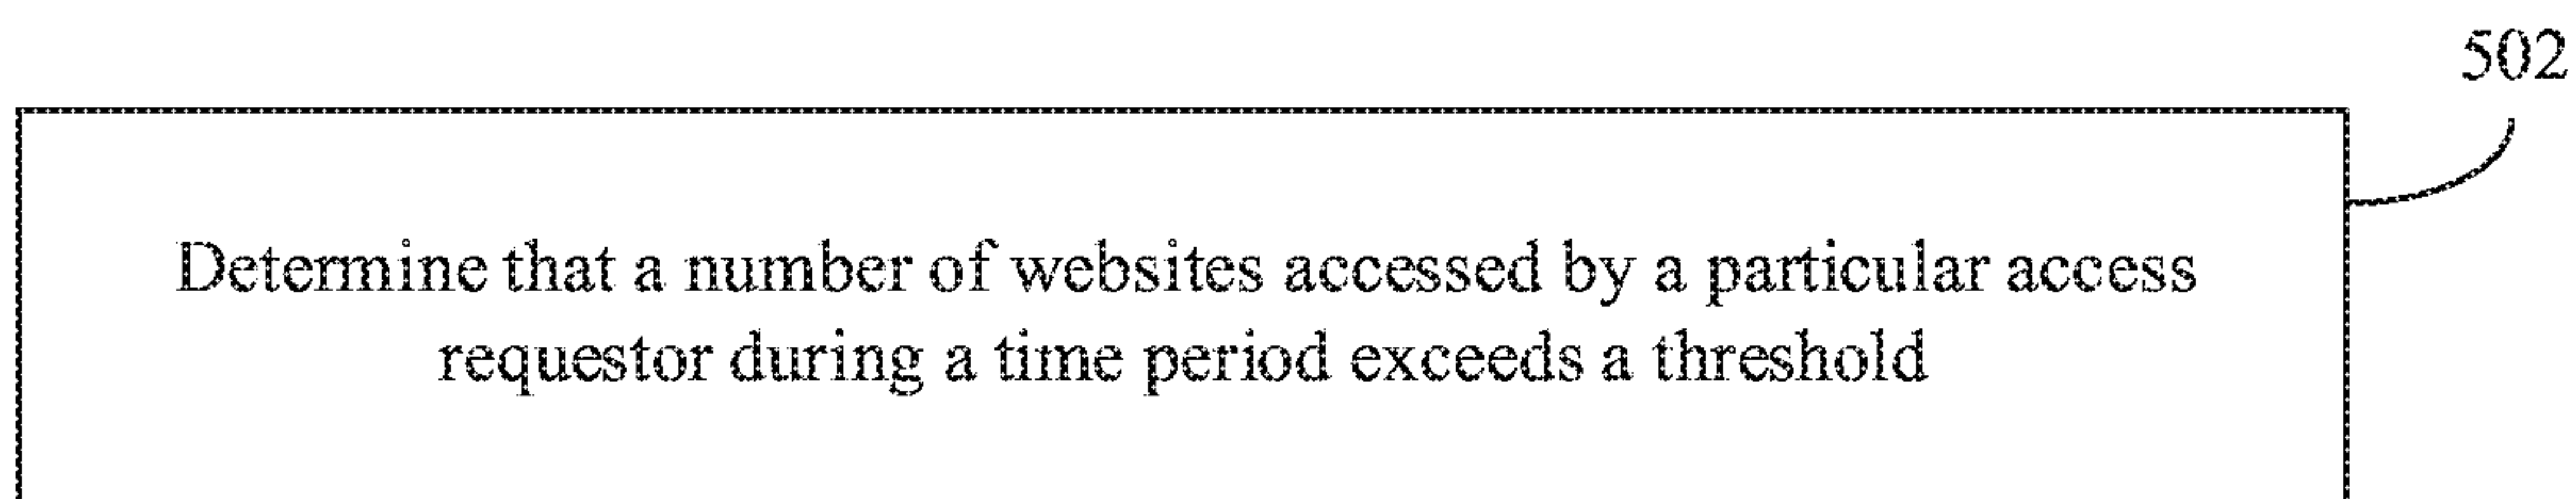 502
Determine that a number of websites accessed by a particular access
requestor during a time period exceeds a threshold